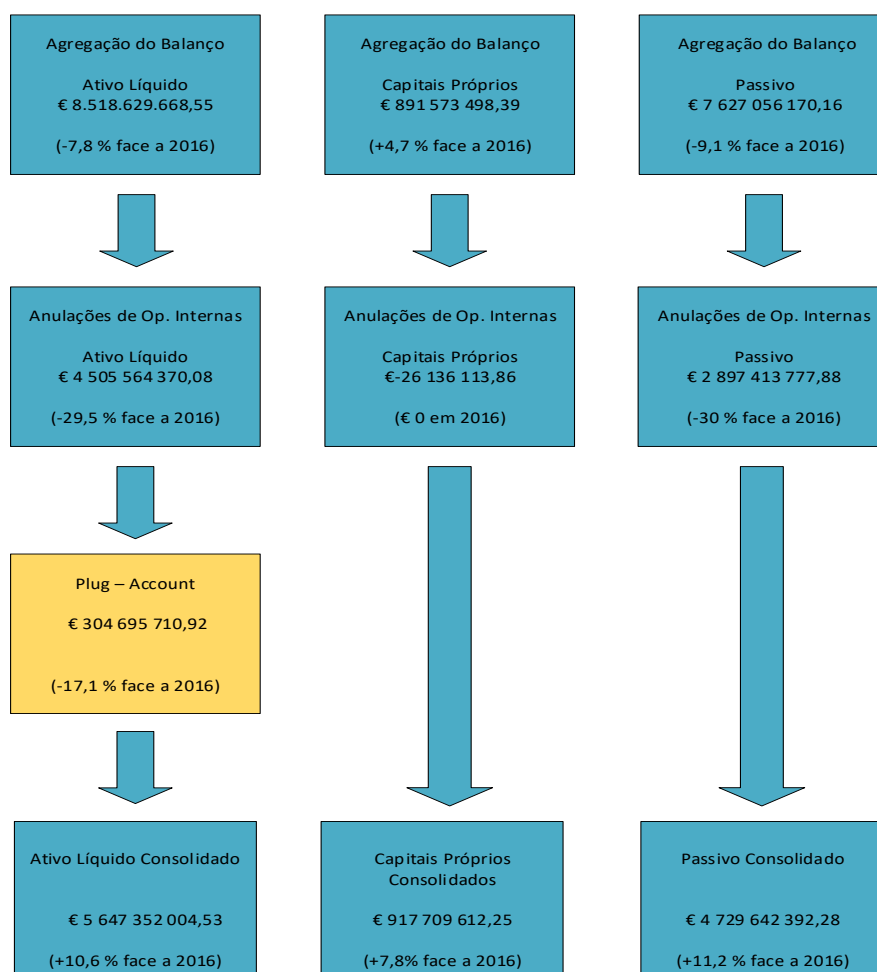 Agregação do Balanço
Ativo Líquido
€ 8.518.629.668,55
(-7,8 % face a 2016)
Agregação do Balanço
Capitais Próprios
€ 891 573 498,39
(+4,7 % face a 2016)
Agregação do Balanço
Passivo
€ 7 627 056 170,16
(-9,1 % face a 2016)
Anulações de Op. Internas
Ativo Líquido
€ 4 505 564 370,08
(-29,5 % face a 2016)
Anulações de Op. Internas
Capitais Próprios
€-26 136 113,86
(€ 0 em 2016)
Anulações de Op. Internas
Passivo
€ 2 897 413 777,88
(-30 % face a 2016)
Plug – Account
€ 304 695 710,92
(-17,1 % face a 2016)
Ativo Líquido Consolidado
€ 5 647 352 004,53
(+10,6 % face a 2016)
Capitais Próprios
Consolidados
€ 917 709 612,25
(+7,8% face a 2016)
Passivo Consolidado
€ 4 729 642 392,28
(+11,2 % face a 2016)